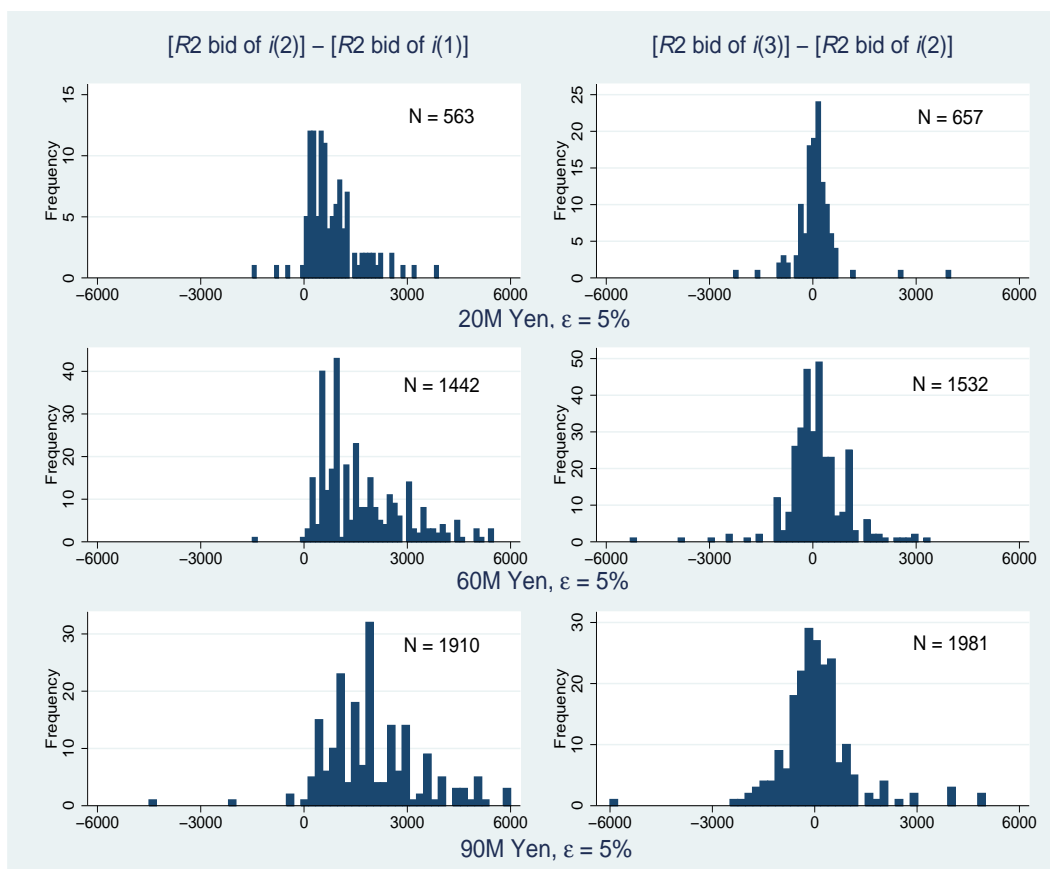 [R2 bid of i(2)] – [R2 bid of i(1)]
[R2 bid of i(3)] – [R2 bid of i(2)]
15
10
5
0
Frequency
N = 563
−6000 −3000 0 3000 6000
25
20
15
10
5
0
Frequency
N = 657
−6000 −3000 0 3000 6000
20M Yen, ε = 5%
40
30
20
10
0
Frequency
N = 1442
−6000 −3000 0 3000 6000
50
40
30
20
10
0
Frequency
N = 1532
−6000 −3000 0 3000 6000
60M Yen, ε = 5%
30
20
10
0
Frequency
N = 1910
−6000 −3000 0 3000 6000
30
20
10
0
Frequency
N = 1981
−6000 −3000 0 3000 6000
90M Yen, ε = 5%